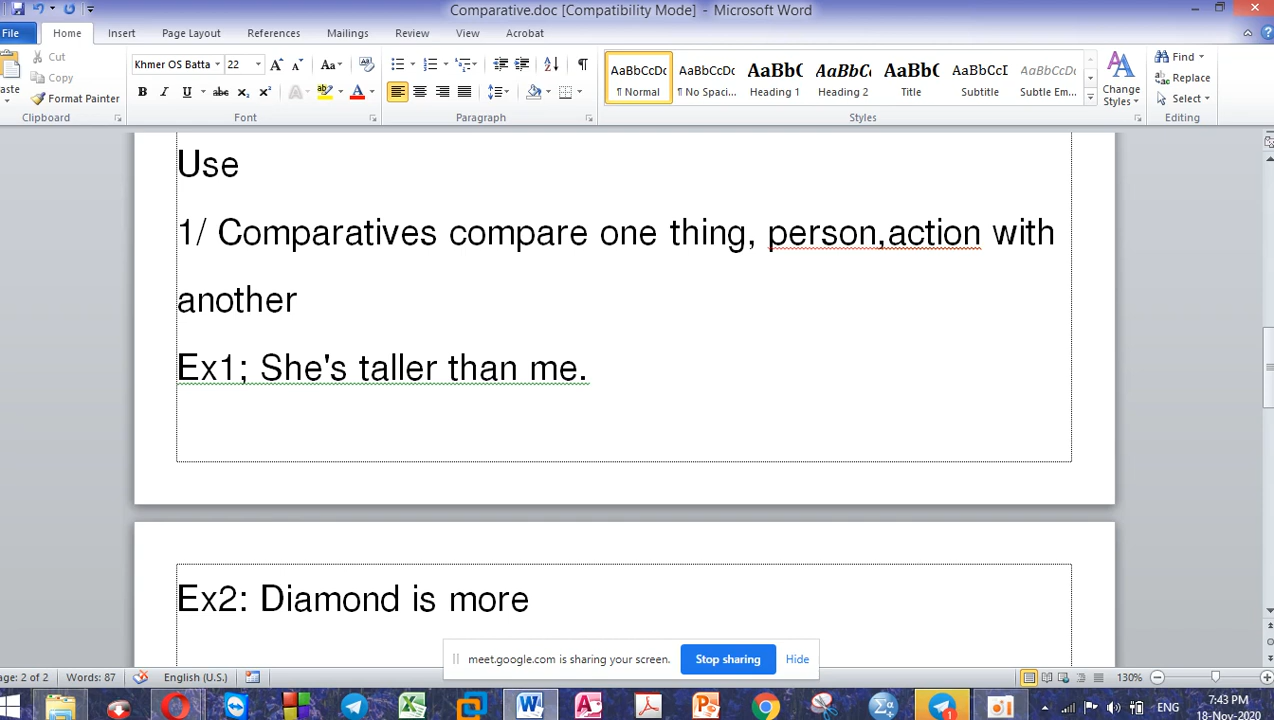 Comparative.doc [Compatibility Mode] - Microsoft Word
File Home Insert Page Layout References Mailings Review View Acrobat
Cut
Copy
Format Painter
Clipboard
Khmer OS Batta 22
Font
Paragraph
AaBbCcDc AaBbCcDc AaBb( AaBbC AaBb( AaBbCcI AaBbCcDc
¶ Normal ¶ No Spaci... Heading 1 Heading 2 Title Subtitle Subtle Em...
Change
Styles
Styles
Find
Replace
Select
Editing
Use
1/ Comparatives compare one thing, person,action with
another
Ex1; She's taller than me.
Ex2: Diamond is more
meet.google.com is sharing your screen. Stop sharing Hide
Page: 2 of 2 Words: 87 English (U.S.) 130%
ENG
7:43 PM
18-Nov-2020